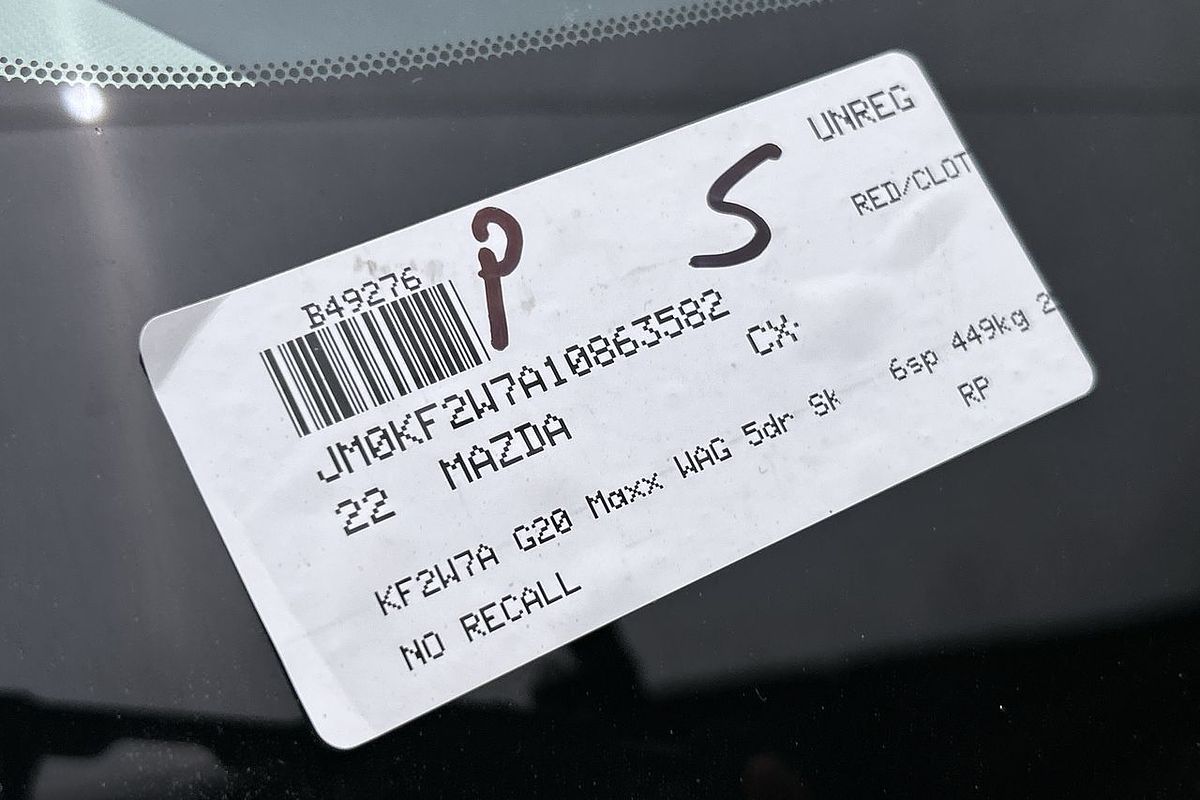 UNREG
P S
RED/CLOT
B49276
JM0KF2W7A10863582
22 MAZDA CX-
KF2W7A G20 Maxx WAG 5dr Sk 6sp 449kg 2
NO RECALL RP